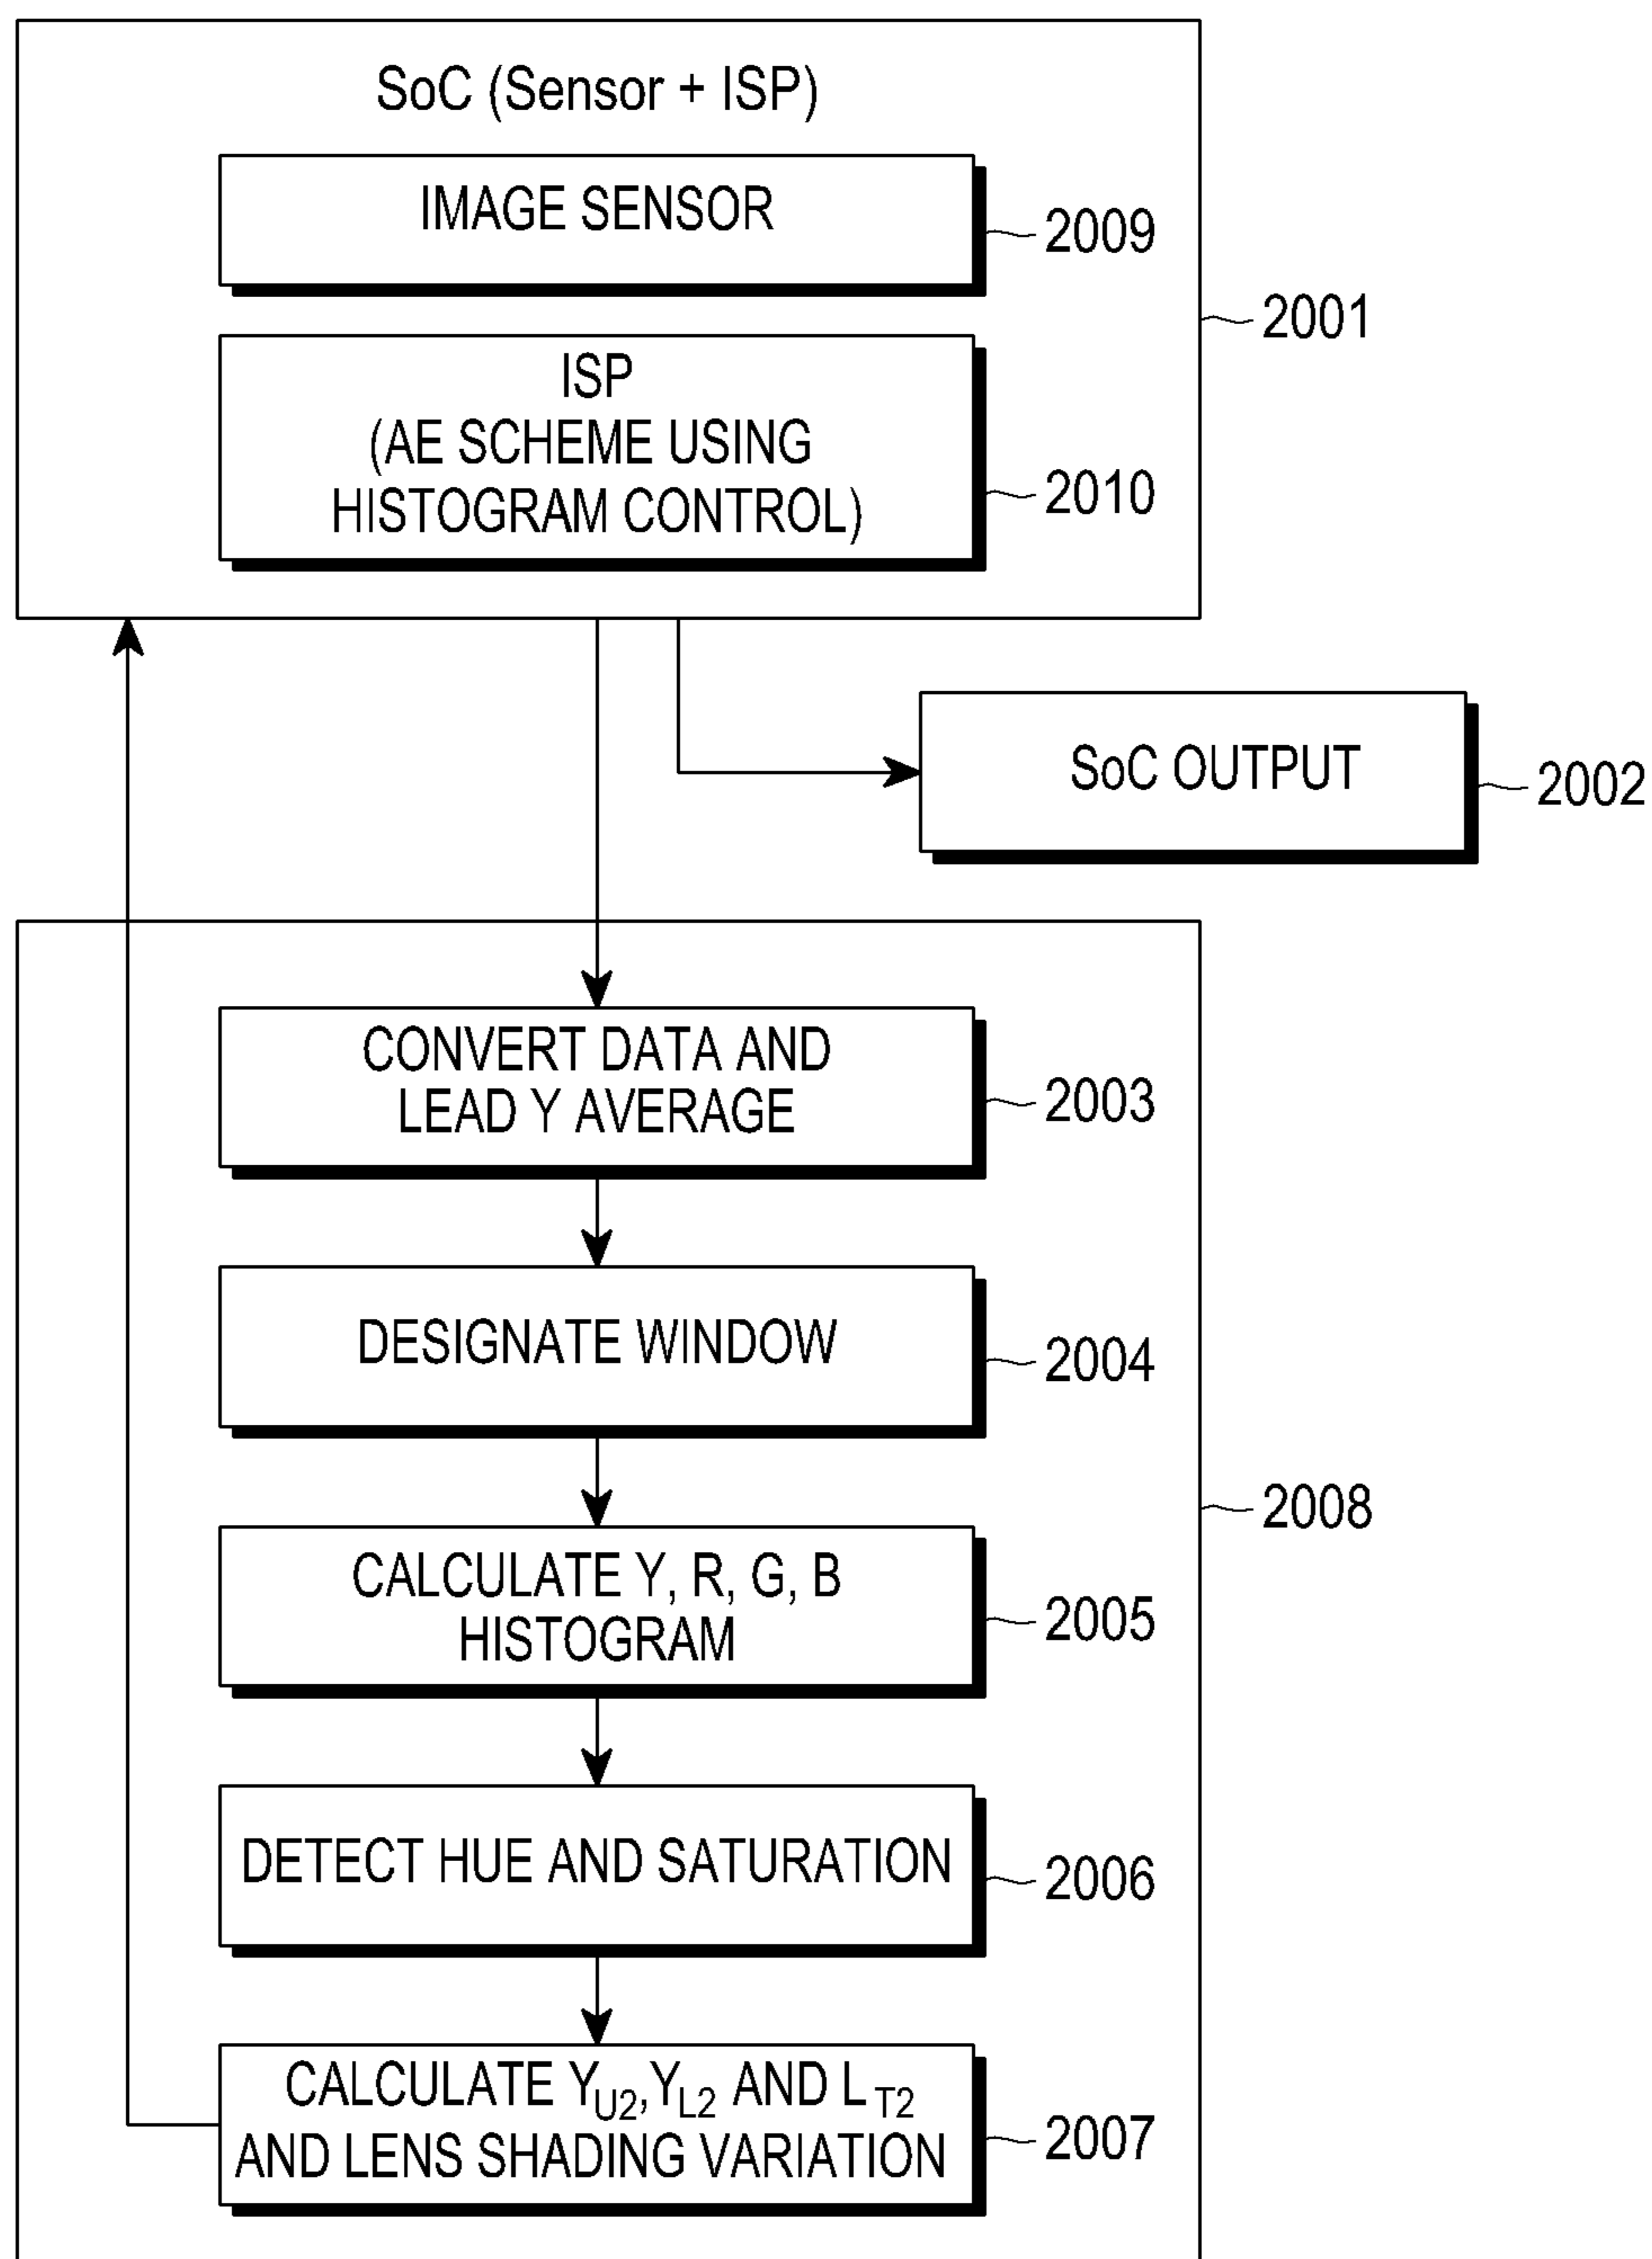 SoC (Sensor + ISP)
IMAGE SENSOR
2009
2001
ISP
(AE SCHEME USING
HISTOGRAM CONTROL)
2010
SoC OUTPUT
2002
CONVERT DATA AND
LEAD Y AVERAGE
2003
DESIGNATE WINDOW
2004
2008
CALCULATE Y, R, G, B
HISTOGRAM
2005
DETECT HUE AND SATURATION
2006
CALCULATE YU2, YL2 AND LT2
AND LENS SHADING VARIATION
2007